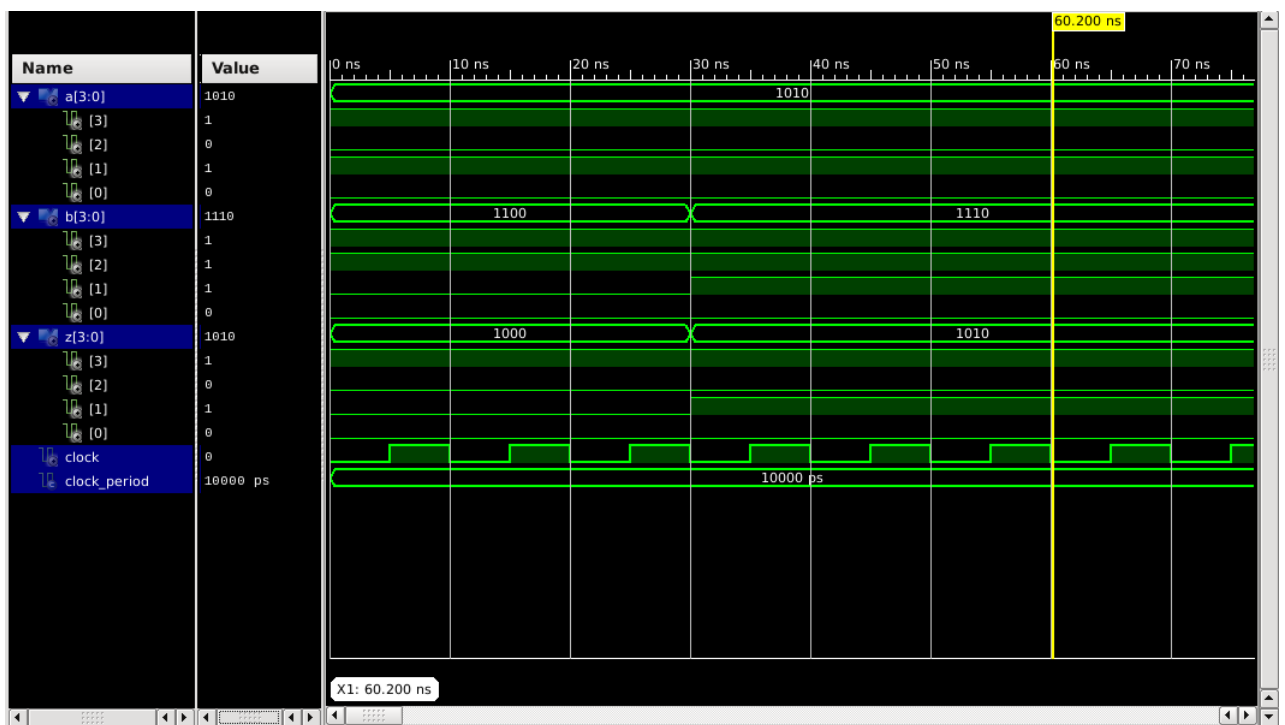 60.200 ns
Name Value 0 ns 10 ns 20 ns 30 ns 40 ns 50 ns 60 ns 70 ns
a[3:0] 1010 1010
[3] 1
[2] 0
[1] 1
[0] 0
b[3:0] 1110 1100 1110
[3] 1
[2] 1
[1] 1
[0] 0
z[3:0] 1010 1000 1010
[3] 1
[2] 0
[1] 1
[0] 0
clock 0
clock_period 10000 ps 10000 ps
X1: 60.200 ns